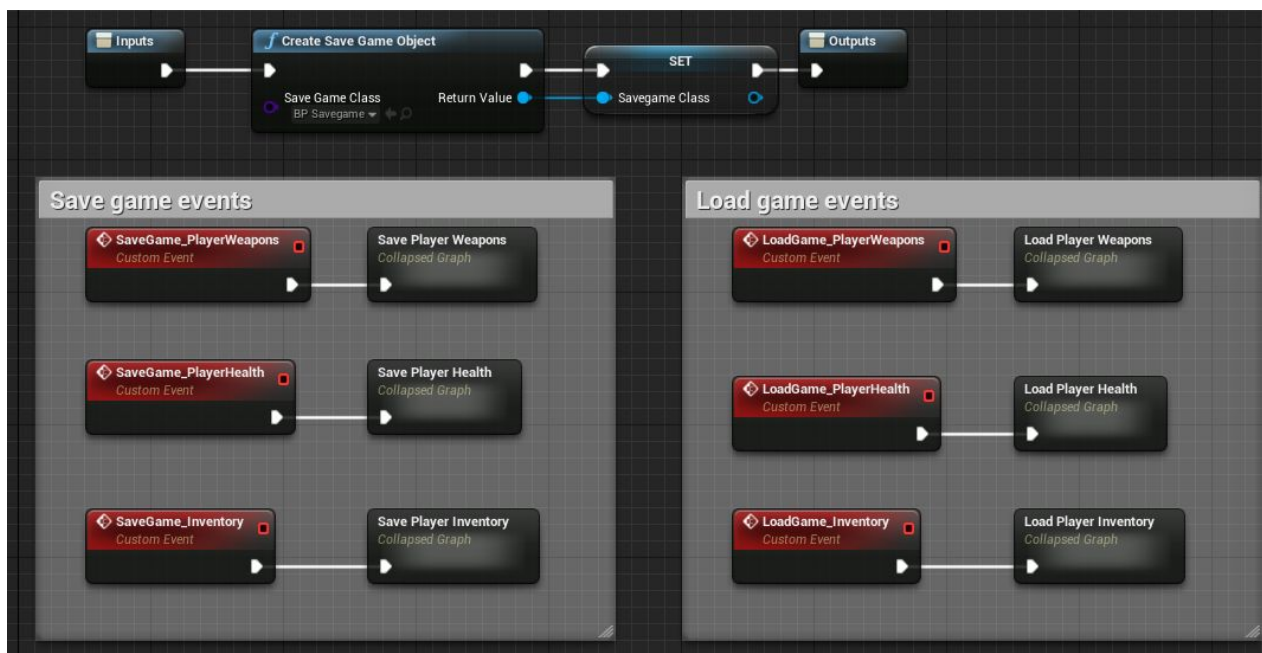 Inputs
Create Save Game Object
SET
Outputs
Save Game Class
Return Value
Savegame Class
BP Savegame
Save game events
SaveGame_PlayerWeapons
Custom Event
Save Player Weapons
Collapsed Graph
SaveGame_PlayerHealth
Custom Event
Save Player Health
Collapsed Graph
SaveGame_Inventory
Custom Event
Save Player Inventory
Collapsed Graph
Load game events
LoadGame_PlayerWeapons
Custom Event
Load Player Weapons
Collapsed Graph
LoadGame_PlayerHealth
Custom Event
Load Player Health
Collapsed Graph
LoadGame_Inventory
Custom Event
Load Player Inventory
Collapsed Graph